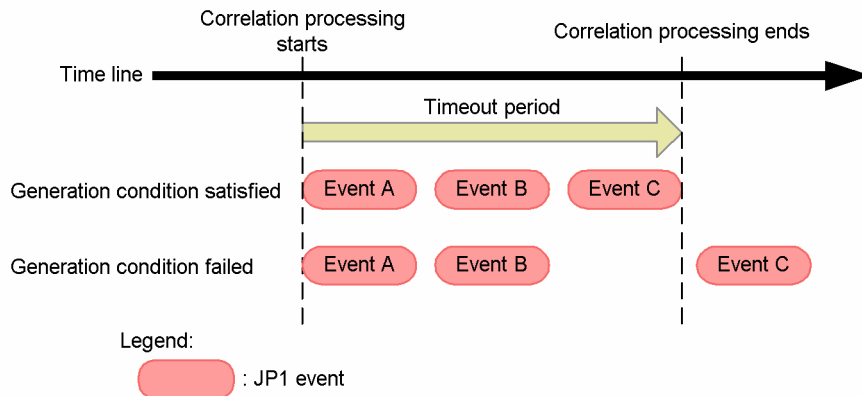 Correlation processing
starts
Correlation processing ends
Time line
Timeout period
Generation condition satisfied
Event A
Event B
Event C
Generation condition failed
Event A
Event B
Event C
Legend:
: JP1 event